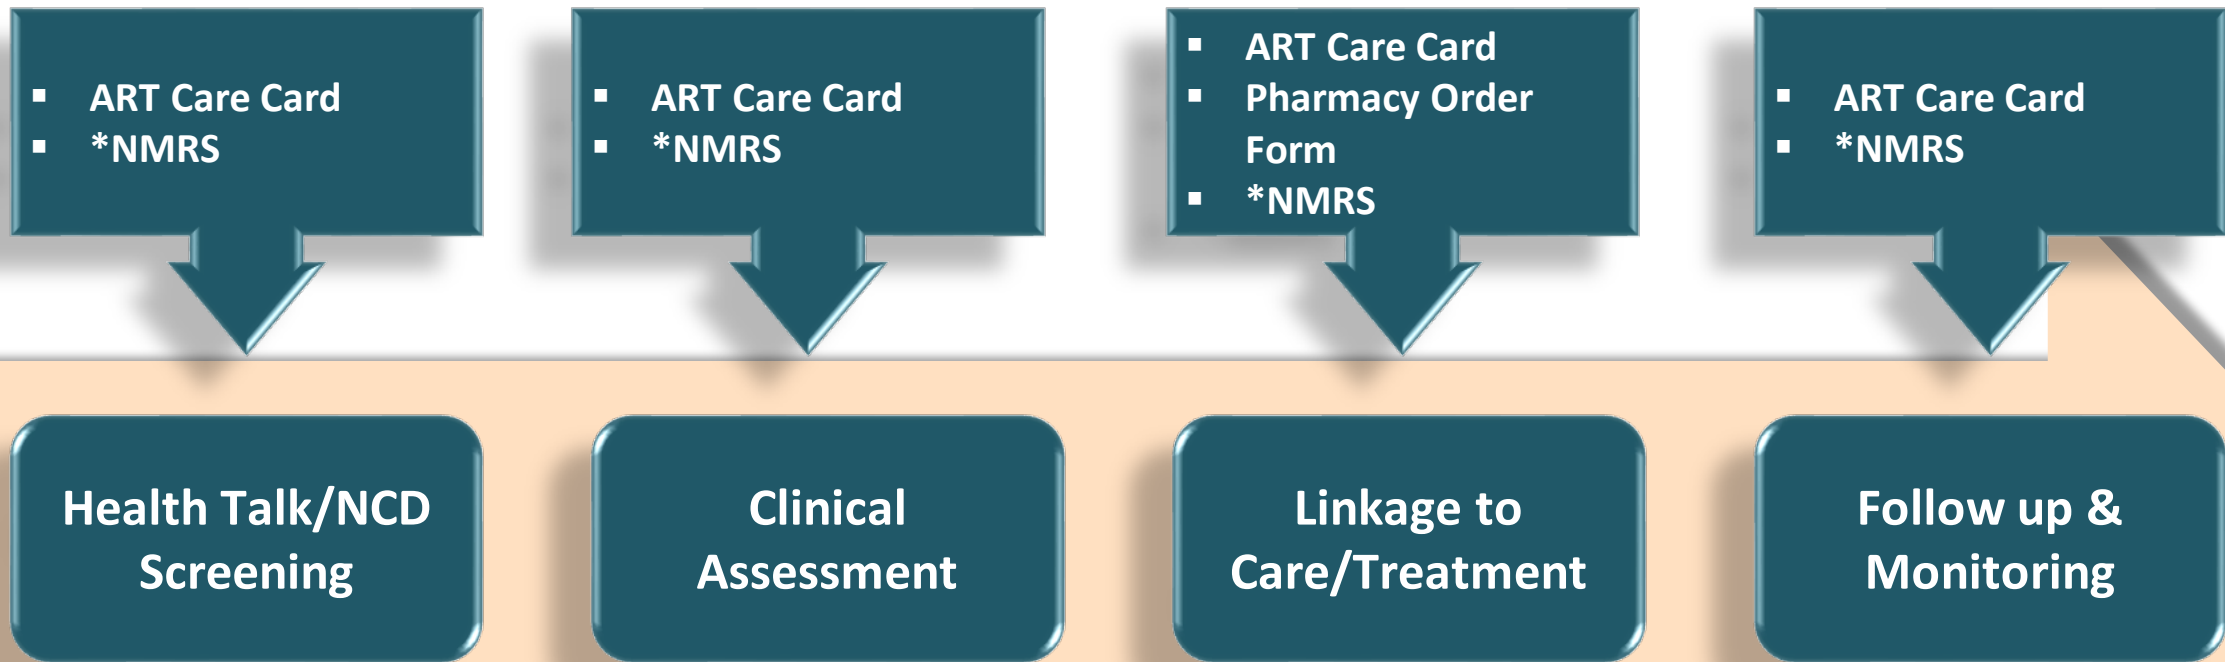 ▪ ART Care Card
▪ *NMRS
▪ ART Care Card
▪ *NMRS
▪ ART Care Card
▪ Pharmacy Order
Form
▪ *NMRS
▪ ART Care Card
▪ *NMRS
Health Talk/NCD
Screening
Clinical
Assessment
Linkage to
Care/Treatment
Follow up &
Monitoring